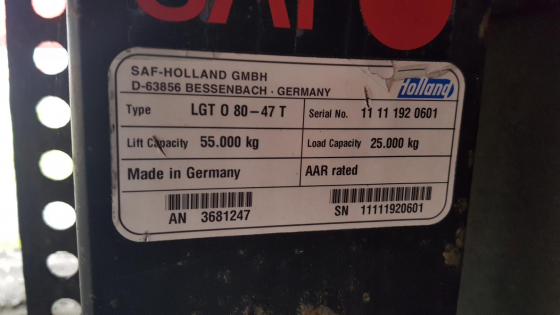 SAF
SAF-HOLLAND GMBH
D-63856 BESSENBACH · GERMANY
Holland
Type LGT O 80-47 T Serial No. 11 11 192 0601
Lift Capacity 55.000 kg Load Capacity 25.000 kg
Made in Germany AAR rated
AN 3681247 SN 11111920601